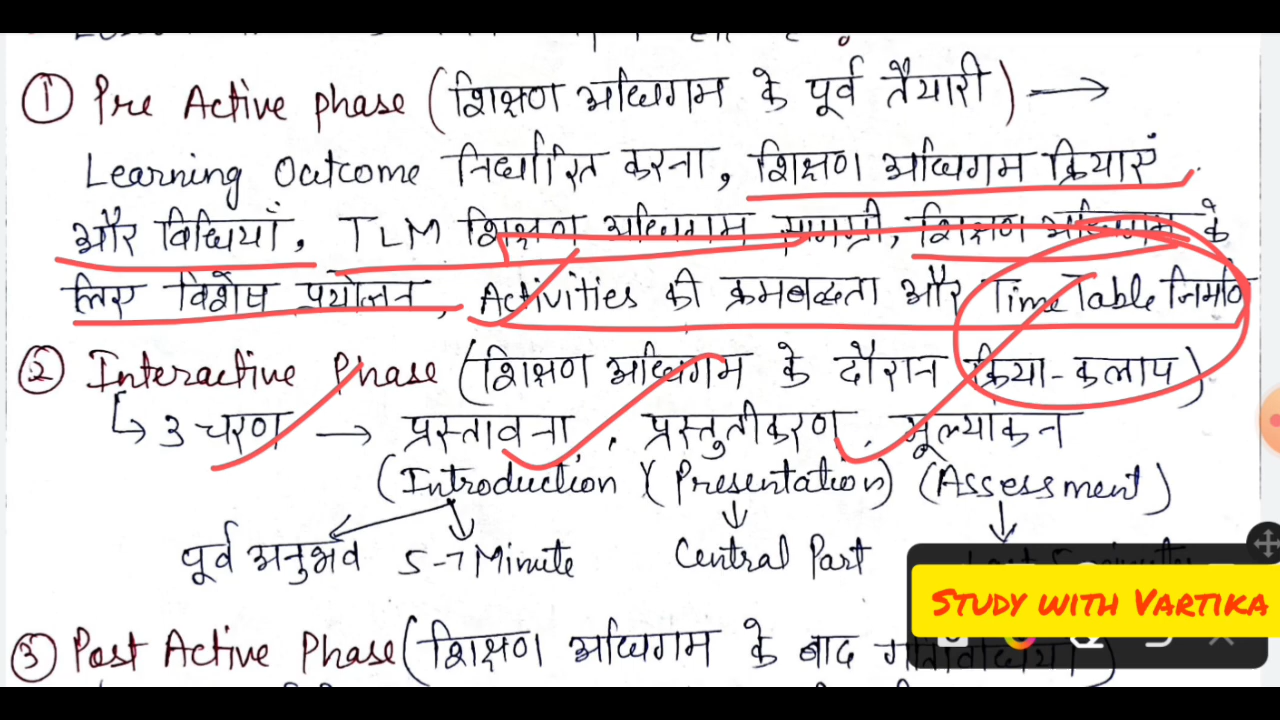 ① Pre Active phase (शिक्षण अधिगम के पूर्व तैयारी) →
Learning Outcome निर्धारित करना, शिक्षण अधिगम क्रियाएं
और विधियां, TLM शिक्षण अधिगम सामग्री, शिक्षण अधिगम के
लिए विशेष प्रयोजन, Activities की क्रमबद्धता और Time Table निर्माण
② Interactive Phase (शिक्षण अधिगम के दौरान क्रिया-कलाप)
↳ 3 चरण → प्रस्तावना, प्रस्तुतीकरण, मूल्याकन
(Introduction) (Presentation) (Assessment)
पूर्व अनुभव 5-7 Minute Central Part
STUDY WITH VARTIKA
③ Post Active Phase (शिक्षण अधिगम के बाद